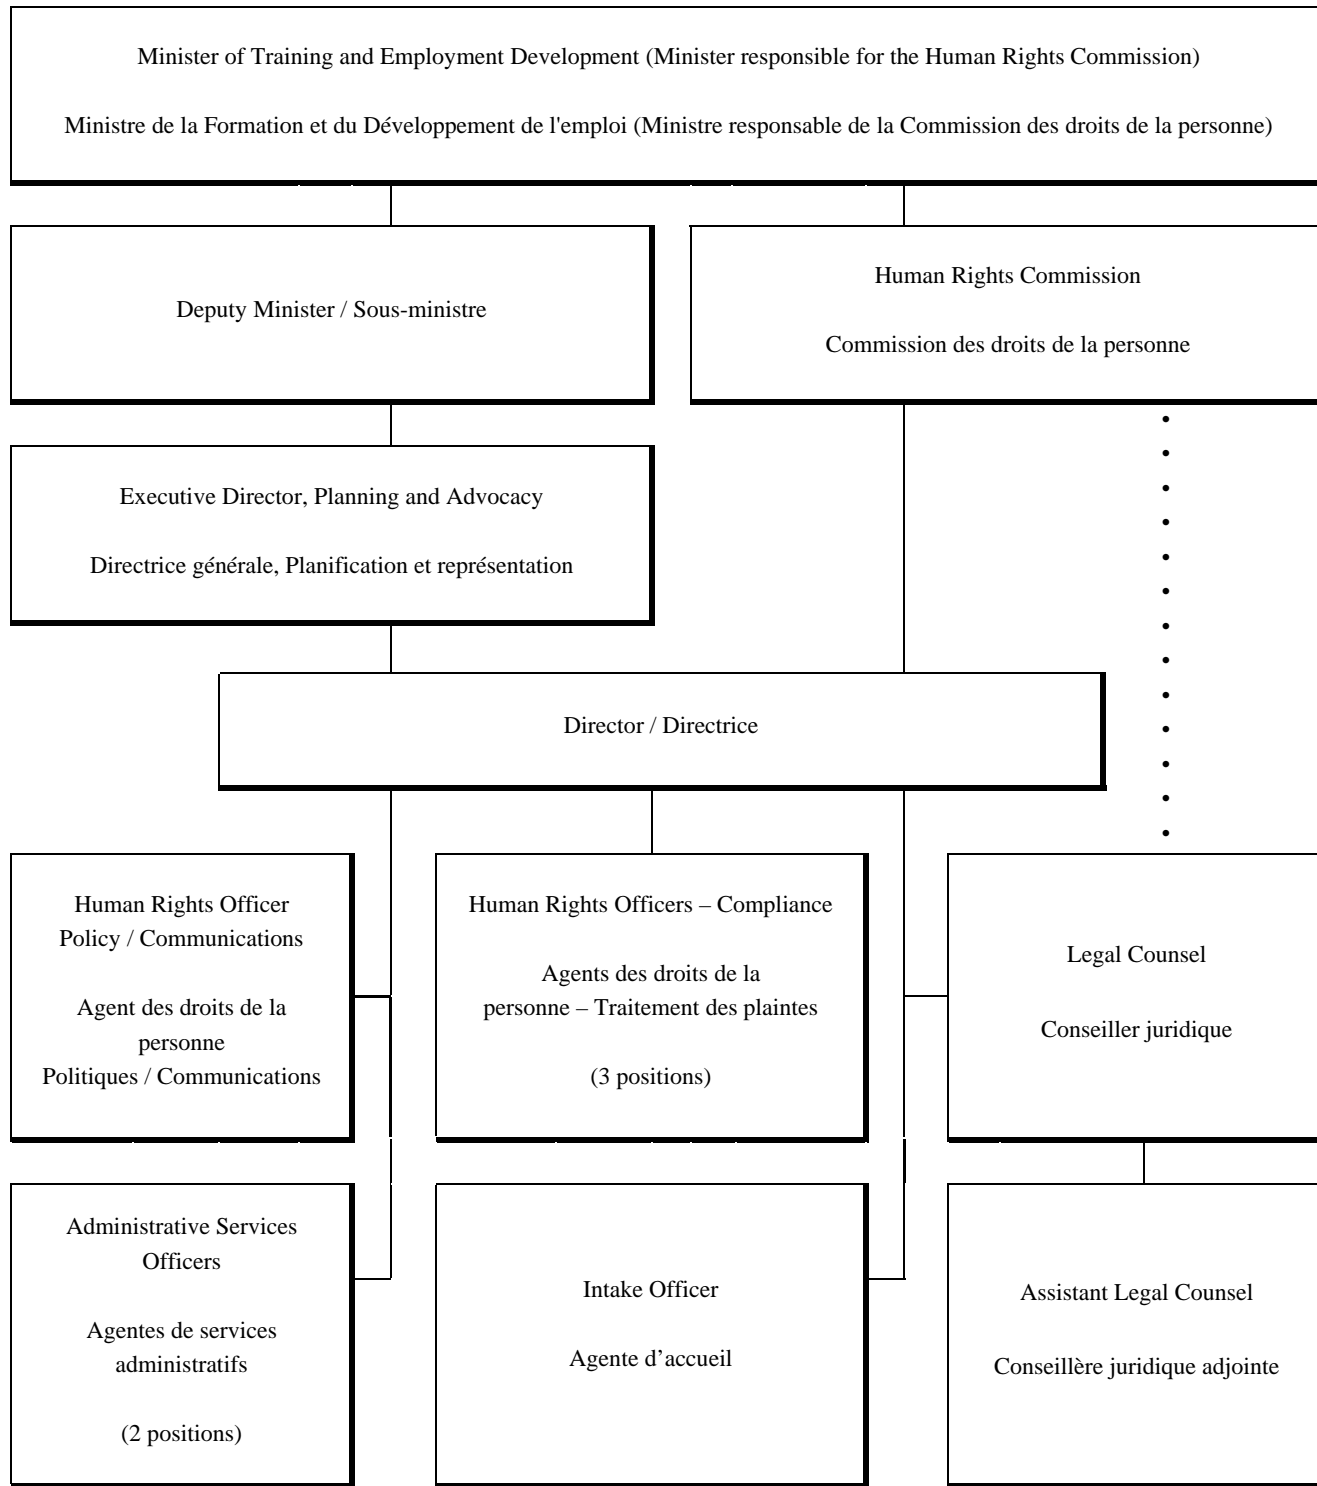 Minister of Training and Employment Development (Minister responsible for the Human Rights Commission)
Ministre de la Formation et du Développement de l'emploi (Ministre responsable de la Commission des droits de la personne)
Deputy Minister / Sous-ministre
Human Rights Commission
Commission des droits de la personne
Executive Director, Planning and Advocacy
Directrice générale, Planification et représentation
Director / Directrice
Human Rights Officer
Policy / Communications
Agent des droits de la
personne
Politiques / Communications
Human Rights Officers – Compliance
Agents des droits de la
personne – Traitement des plaintes
(3 positions)
Legal Counsel
Conseiller juridique
Administrative Services
Officers
Agentes de services
administratifs
(2 positions)
Intake Officer
Agente d’accueil
Assistant Legal Counsel
Conseillère juridique adjointe